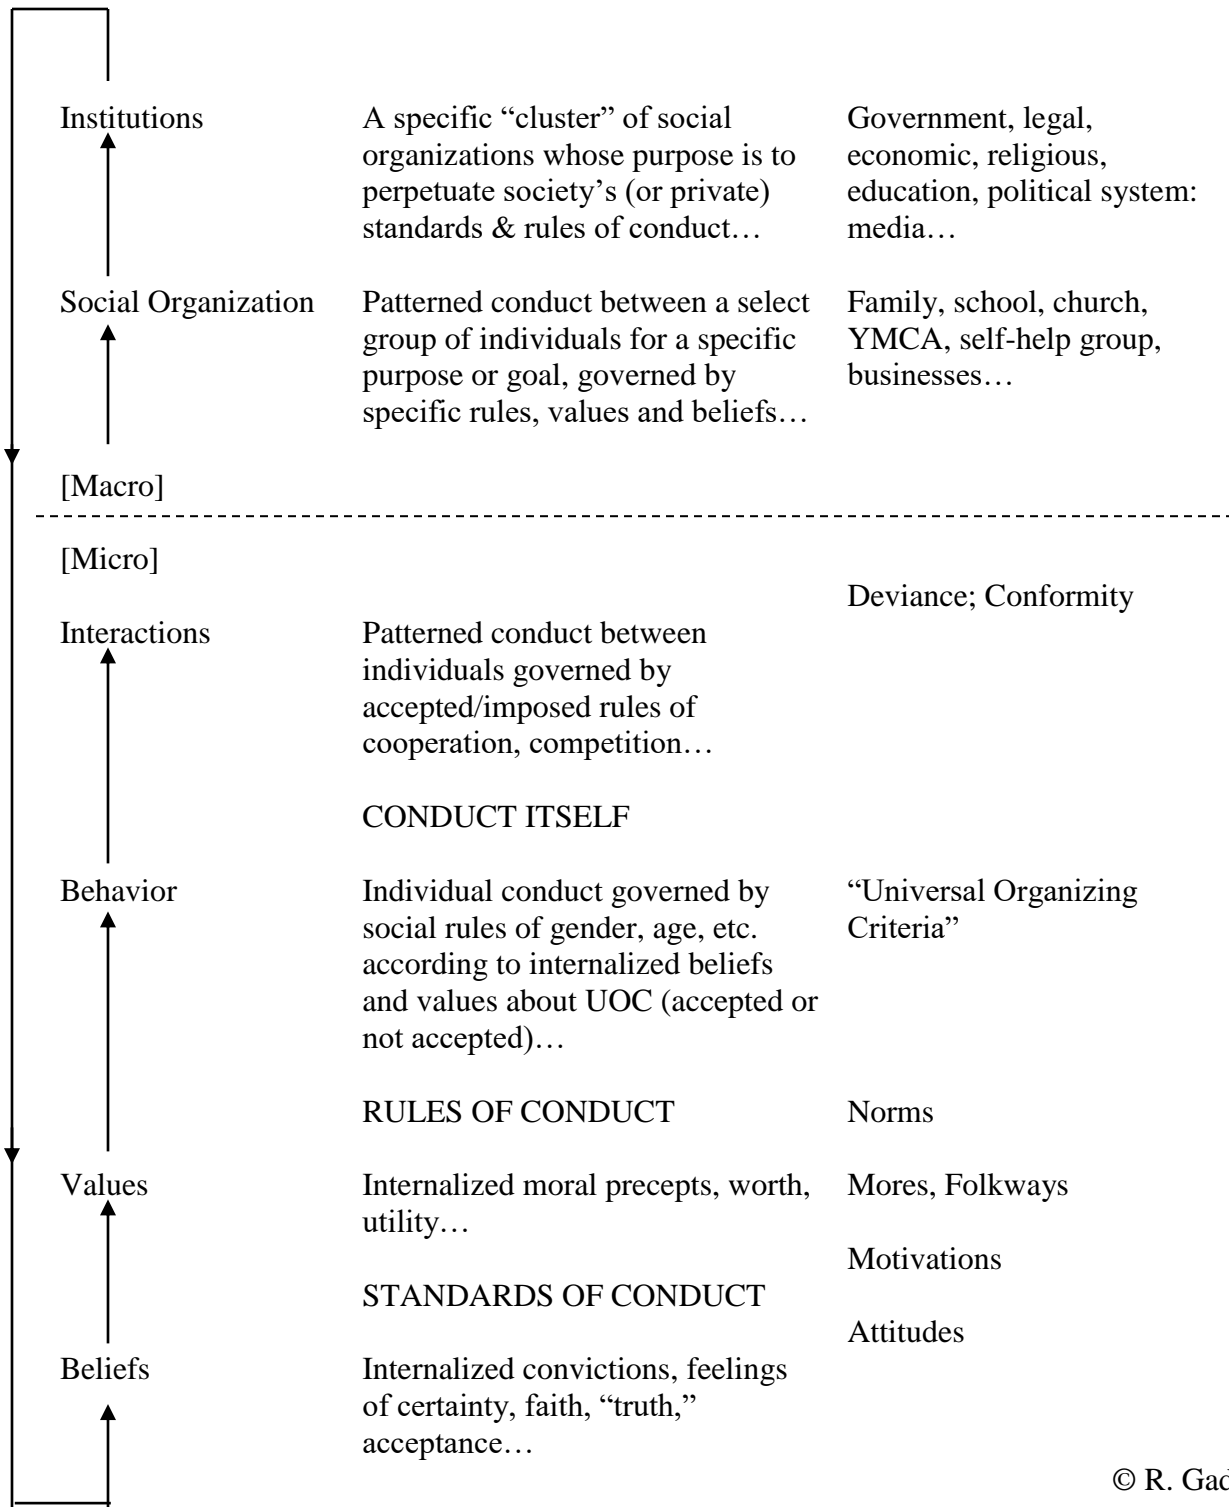 Institutions
A specific “cluster” of social
organizations whose purpose is to
perpetuate society’s (or private)
standards & rules of conduct…
Government, legal,
economic, religious,
education, political system:
media…
Social Organization
Patterned conduct between a select
group of individuals for a specific
purpose or goal, governed by
specific rules, values and beliefs…
Family, school, church,
YMCA, self-help group,
businesses…
[Macro]
[Micro]
Deviance; Conformity
Interactions
Patterned conduct between
individuals governed by
accepted/imposed rules of
cooperation, competition…
CONDUCT ITSELF
Behavior
Individual conduct governed by
social rules of gender, age, etc.
according to internalized beliefs
and values about UOC (accepted or
not accepted)…
“Universal Organizing
Criteria”
RULES OF CONDUCT
Norms
Values
Internalized moral precepts, worth,
utility…
Mores, Folkways
Motivations
STANDARDS OF CONDUCT
Attitudes
Beliefs
Internalized convictions, feelings
of certainty, faith, “truth,”
acceptance…
© R. Gad